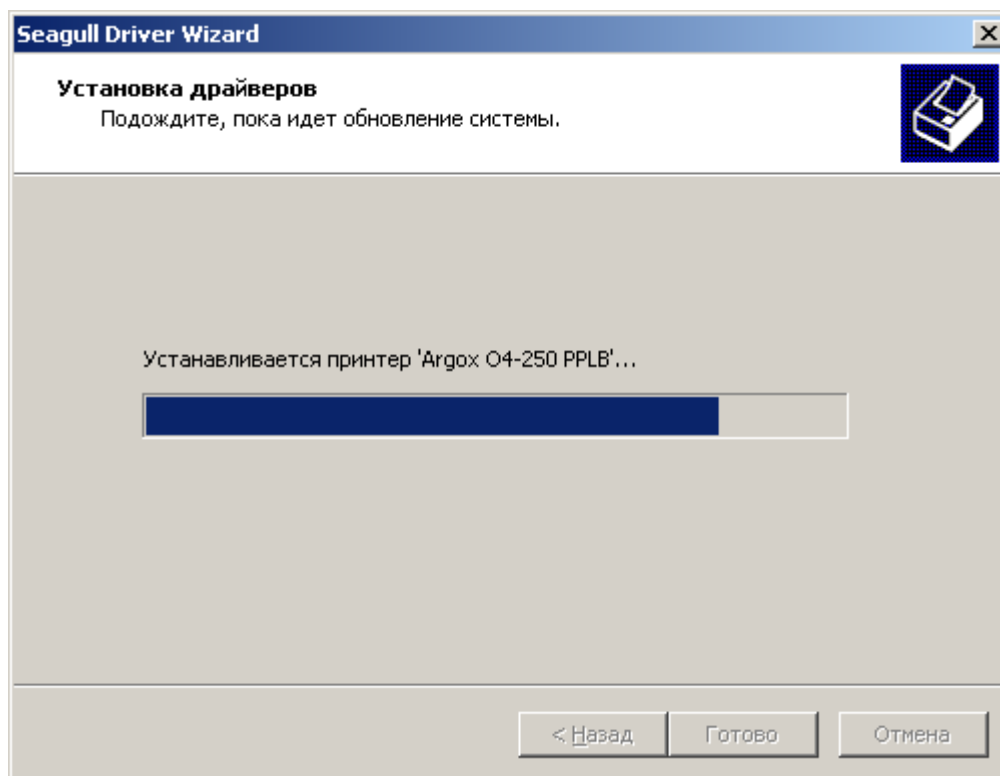 Seagull Driver Wizard
Установка драйверов
Подождите, пока идет обновление системы.
Устанавливается принтер 'Argox O4-250 PPLB'...
< Назад
Готово
Отмена